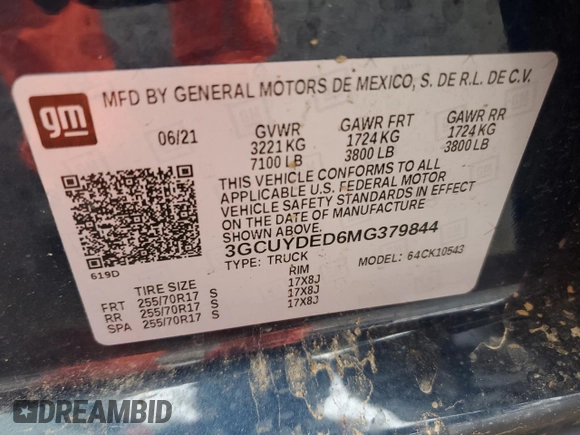 gm
MFD BY GENERAL MOTORS DE MEXICO, S. DE R.L. DE C.V.
06/21 GVWR GAWR FRT GAWR RR
3221 KG 1724 KG 1724 KG
7100 LB 3800 LB 3800 LB
THIS VEHICLE CONFORMS TO ALL
APPLICABLE U.S. FEDERAL MOTOR
VEHICLE SAFETY STANDARDS IN EFFECT
ON THE DATE OF MANUFACTURE
SHOWN ABOVE.
3GCUYDED6MG379844
619D TYPE: TRUCK MODEL: 64CK10543
TIRE SIZE RIM
FRT 255/70R17 S 17X8J
RR 255/70R17 S 17X8J
SPA 255/70R17 S 17X8J
DREAMBID